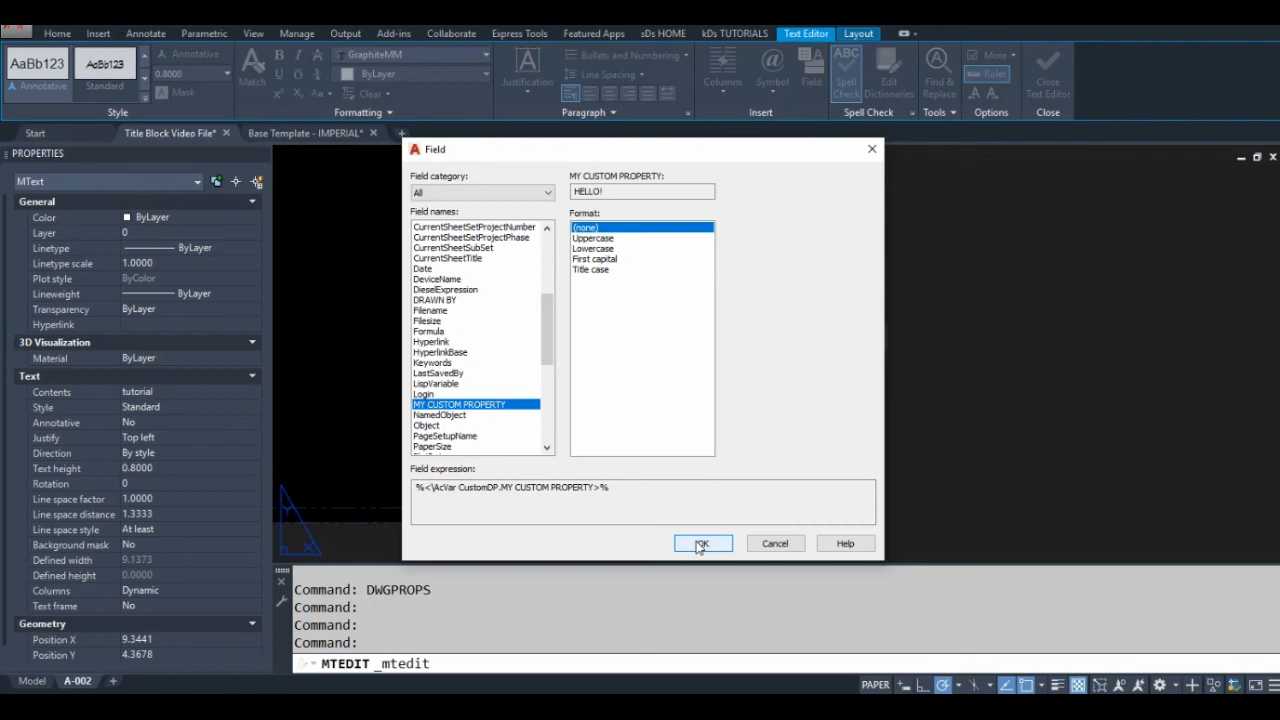 Home Insert Annotate Parametric View Manage Output Add-ins Collaborate Express Tools Featured Apps sDs HOME kDs TUTORIALS Text Editor Layout
AaBb123 AaBb123 Annotative Match B I GraphiteMM Bullets and Numbering More
0.8000 U O ByLayer Justification Line Spacing Columns Symbol Field ABC Spell Check Edit Dictionaries Find & Replace Ruler Close Text Editor
Annotative Standard Mask Clear
Style Formatting Paragraph Insert Spell Check Tools Options Close
Start Title Block Video File* Base Template - IMPERIAL*
PROPERTIES
MText
General
Color ByLayer
Layer 0
Linetype ByLayer
Linetype scale 1.0000
Plot style ByColor
Lineweight ByLayer
Transparency ByLayer
Hyperlink
3D Visualization
Material ByLayer
Text
Contents tutorial
Style Standard
Annotative No
Justify Top left
Direction By style
Text height 0.8000
Rotation 0
Line space factor 1.0000
Line space distance 1.3333
Line space style At least
Background mask No
Defined width 9.1373
Defined height 0.0000
Columns Dynamic
Text frame No
Geometry
Position X 9.3441
Position Y 4.3678
Field
Field category:
All
Field names:
CurrentSheetSetProjectNumber
CurrentSheetSetProjectPhase
CurrentSheetSubSet
CurrentSheetTitle
Date
DeviceName
DieselExpression
DRAWN BY
Filename
Filesize
Formula
Hyperlink
HyperlinkBase
Keywords
LastSavedBy
LispVariable
Login
MY CUSTOM PROPERTY
NamedObject
Object
PageSetupName
PaperSize
MY CUSTOM PROPERTY:
HELLO!
Format:
(none)
Uppercase
Lowercase
First capital
Title case
Field expression:
%<\AcVar CustomDP.MY CUSTOM PROPERTY>%
OK Cancel Help
Y
X
Command: DWGPROPS
Command:
Command:
Command:
MTEDIT _mtedit
Model A-002 PAPER